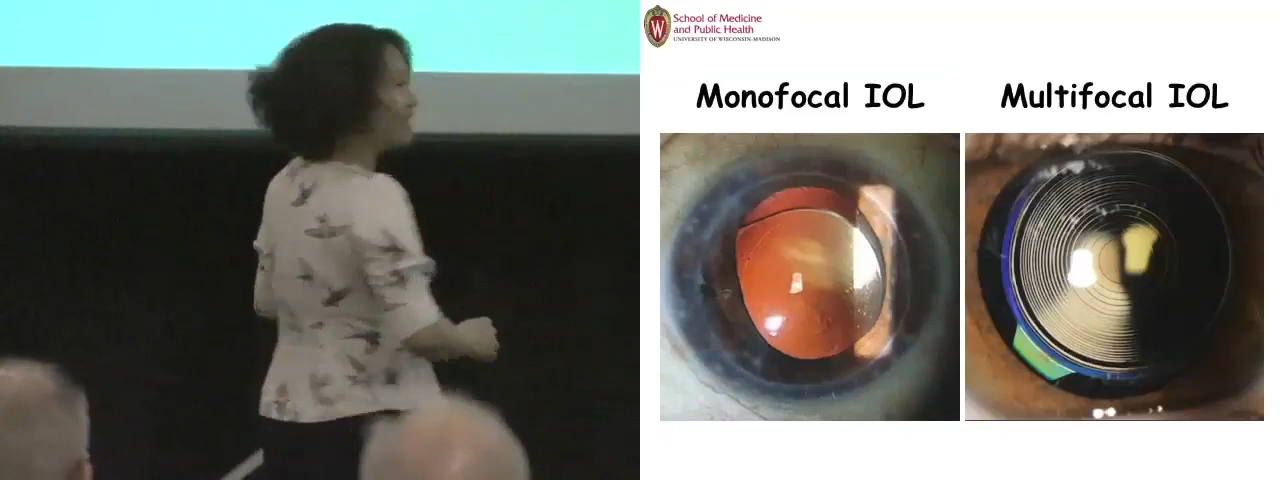 School of Medicine
and Public Health
UNIVERSITY OF WISCONSIN-MADISON
Monofocal IOL
Multifocal IOL